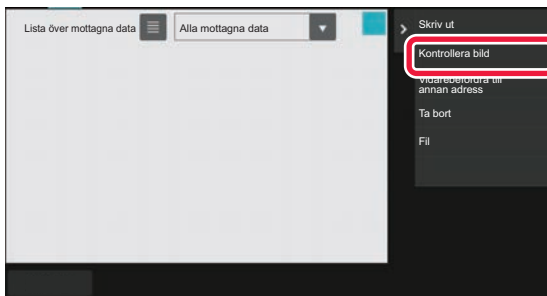 Lista över mottagna data
Alla mottagna data
Skriv ut
Kontrollera bild
Vidarebefordra till
annan adress
Ta bort
Fil